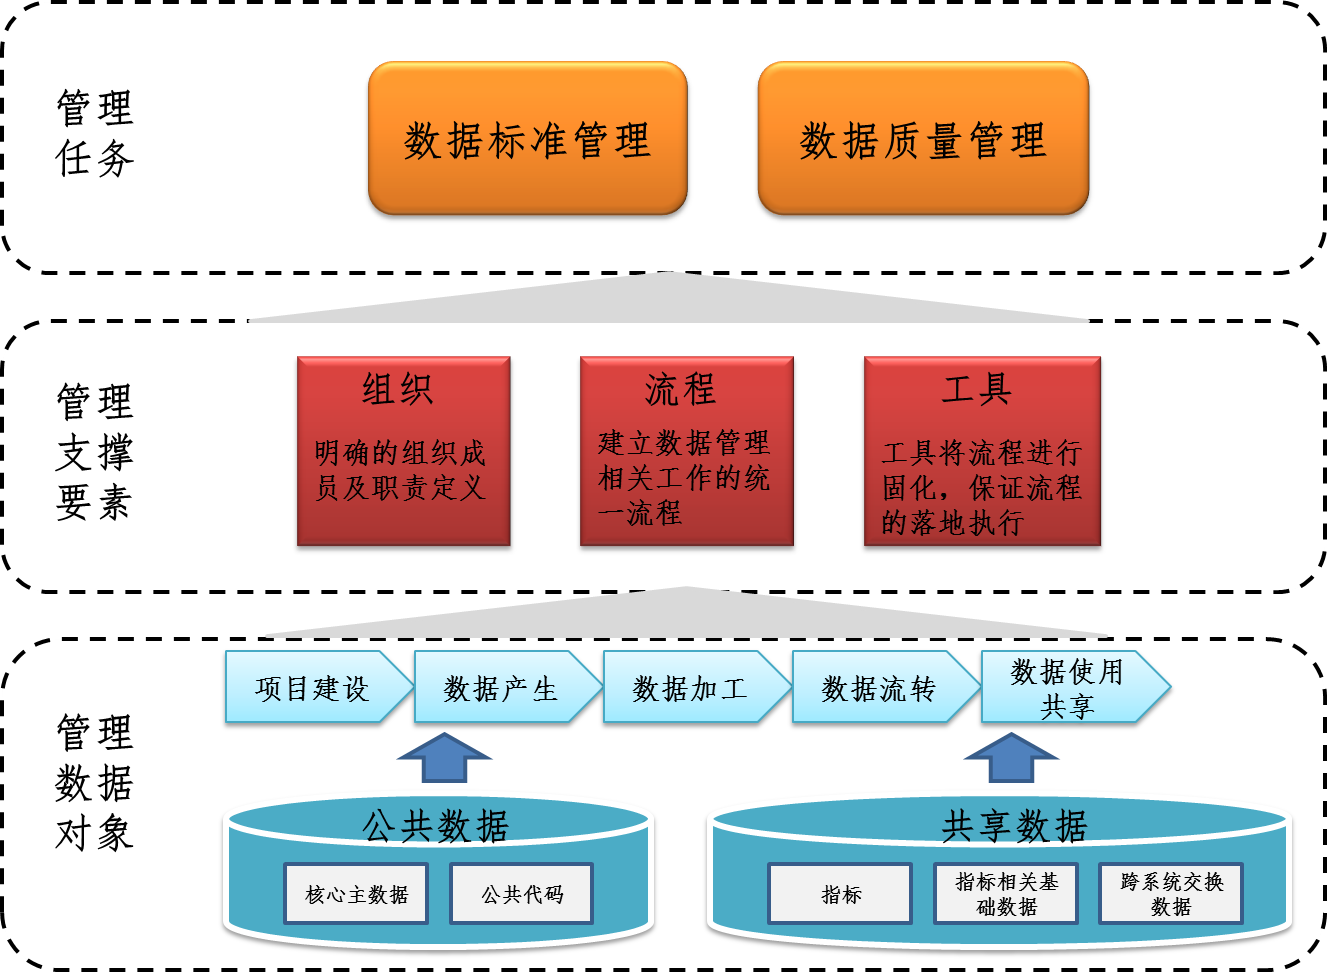 管理
任务
数据标准管理
数据质量管理
管理
支撑
要素
组织
明确的组织成
员及职责定义
流程
建立数据管理
相关工作的统
一流程
工具
工具将流程进行
固化，保证流程
的落地执行
管理
数据
对象
项目建设
数据产生
数据加工
数据流转
数据使用
共享
公共数据
核心主数据
公共代码
共享数据
指标
指标相关基
础数据
跨系统交换
数据